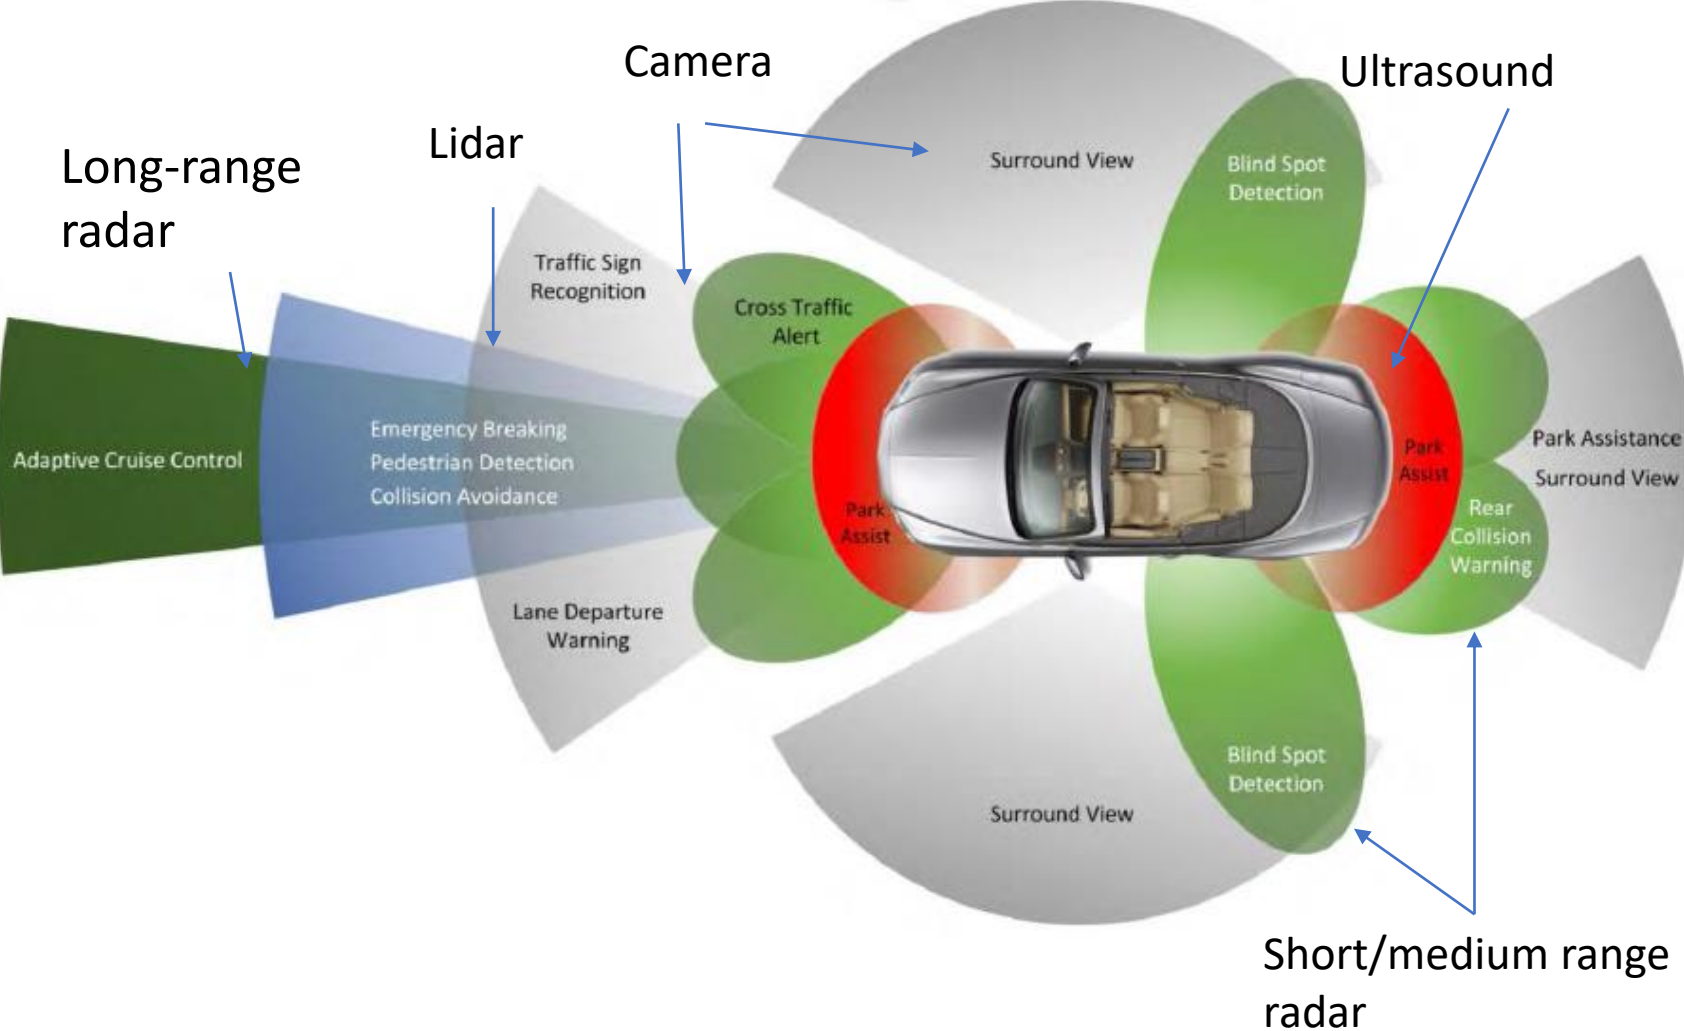 Camera
Ultrasound
Lidar
Long-range
radar
Surround View
Blind Spot
Detection
Traffic Sign
Recognition
Cross Traffic
Alert
Adaptive Cruise Control
Emergency Breaking
Pedestrian Detection
Collision Avoidance
Park
Assist
Park
Assist
Park Assistance
Surround View
Rear
Collision
Warning
Lane Departure
Warning
Surround View
Blind Spot
Detection
Short/medium range
radar